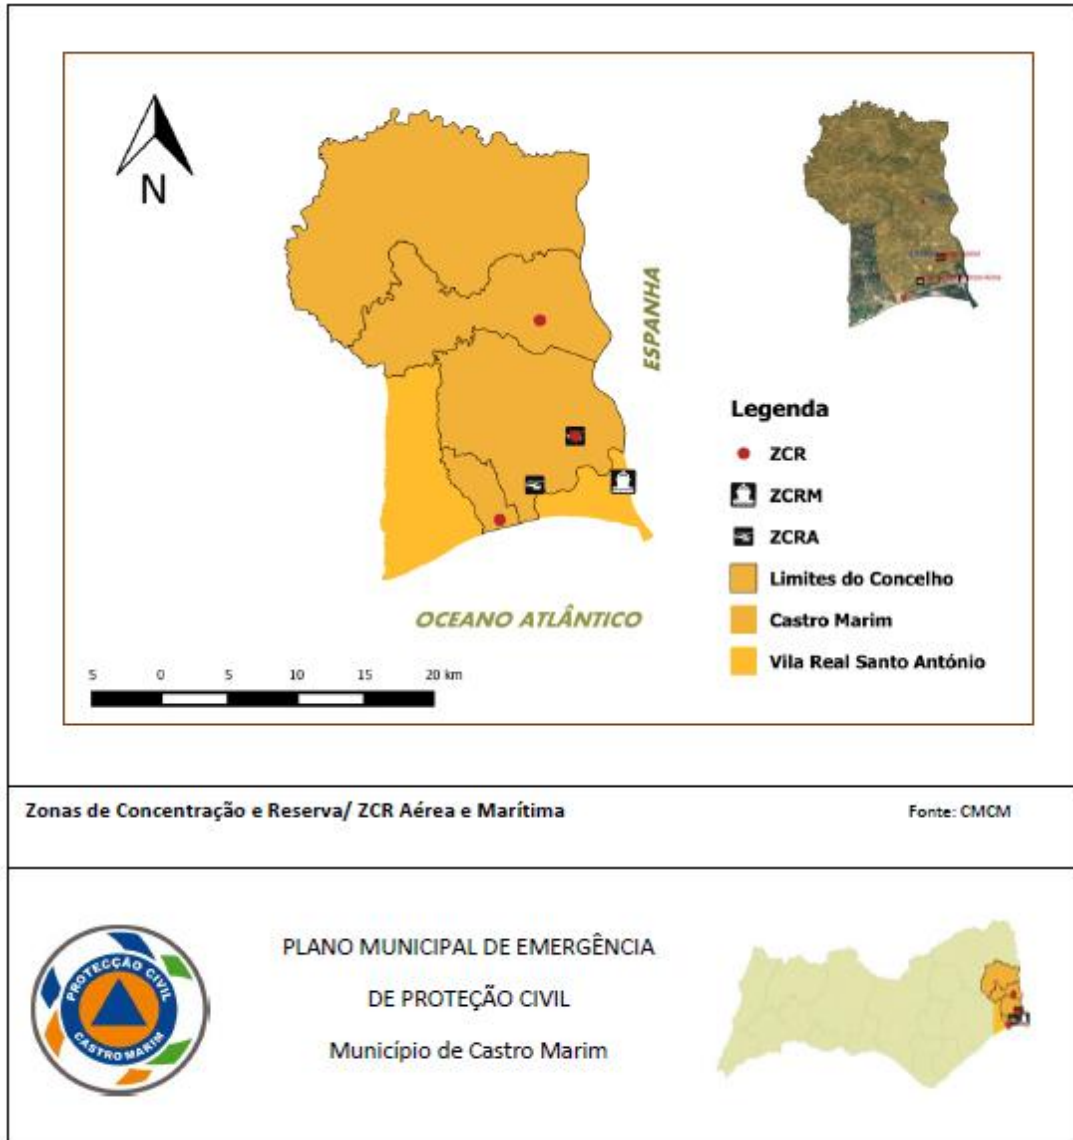 N
ESPANHA
Legenda
ZCR
ZCRM
ZCRA
Limites do Concelho
Castro Marim
Vila Real Santo António
OCEANO ATLÂNTICO
5 0 5 10 15 20 km
Zonas de Concentração e Reserva/ ZCR Aérea e Marítima
Fonte: CMCM
PROTECÇÃO CIVIL
CASTRO MARIM
PLANO MUNICIPAL DE EMERGÊNCIA
DE PROTEÇÃO CIVIL
Município de Castro Marim